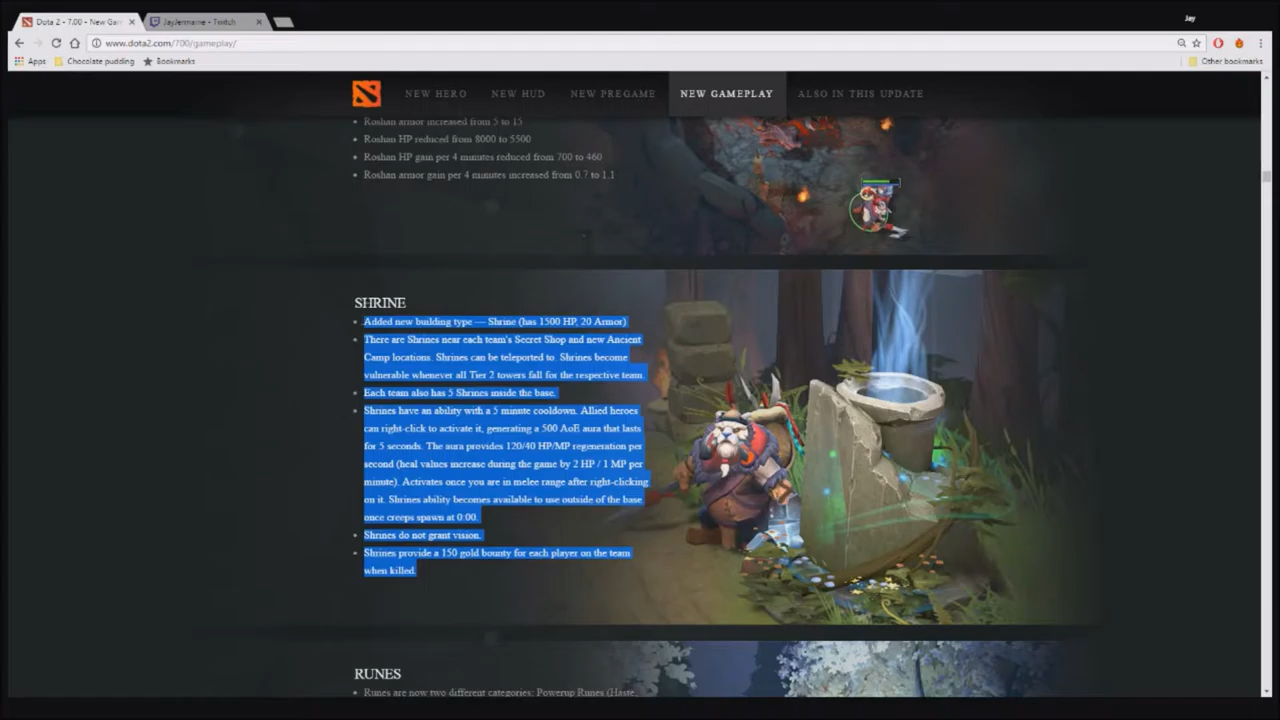 Jay
Dota 2 - 7.00 - New Gam
JayJermaine - Twitch
www.dota2.com/700/gameplay/
Apps
Chocolate pudding
Bookmarks
Other bookmarks
NEW HERO
NEW HUD
NEW PREGAME
NEW GAMEPLAY
ALSO IN THIS UPDATE
Roshan armor increased from 5 to 15
Roshan HP reduced from 8000 to 5500
Roshan HP gain per 4 minutes reduced from 700 to 460
Roshan armor gain per 4 minutes increased from 0.7 to 1.1
SHRINE
Added new building type — Shrine (has 1500 HP, 20 Armor)
There are Shrines near each team's Secret Shop and new Ancient
Camp locations. Shrines can be teleported to. Shrines become
vulnerable whenever all Tier 2 towers fall for the respective team.
Each team also has 5 Shrines inside the base.
Shrines have an ability with a 5 minute cooldown. Allied heroes
can right-click to activate it, generating a 500 AoE aura that lasts
for 5 seconds. The aura provides 120/40 HP/MP regeneration per
second (heal values increase during the game by 2 HP / 1 MP per
minute). Activates once you are in melee range after right-clicking
on it. Shrines ability becomes available to use outside of the base
once creeps spawn at 0:00.
Shrines do not grant vision.
Shrines provide a 150 gold bounty for each player on the team
when killed.
RUNES
Runes are now two different categories: Powerup Runes (Haste,